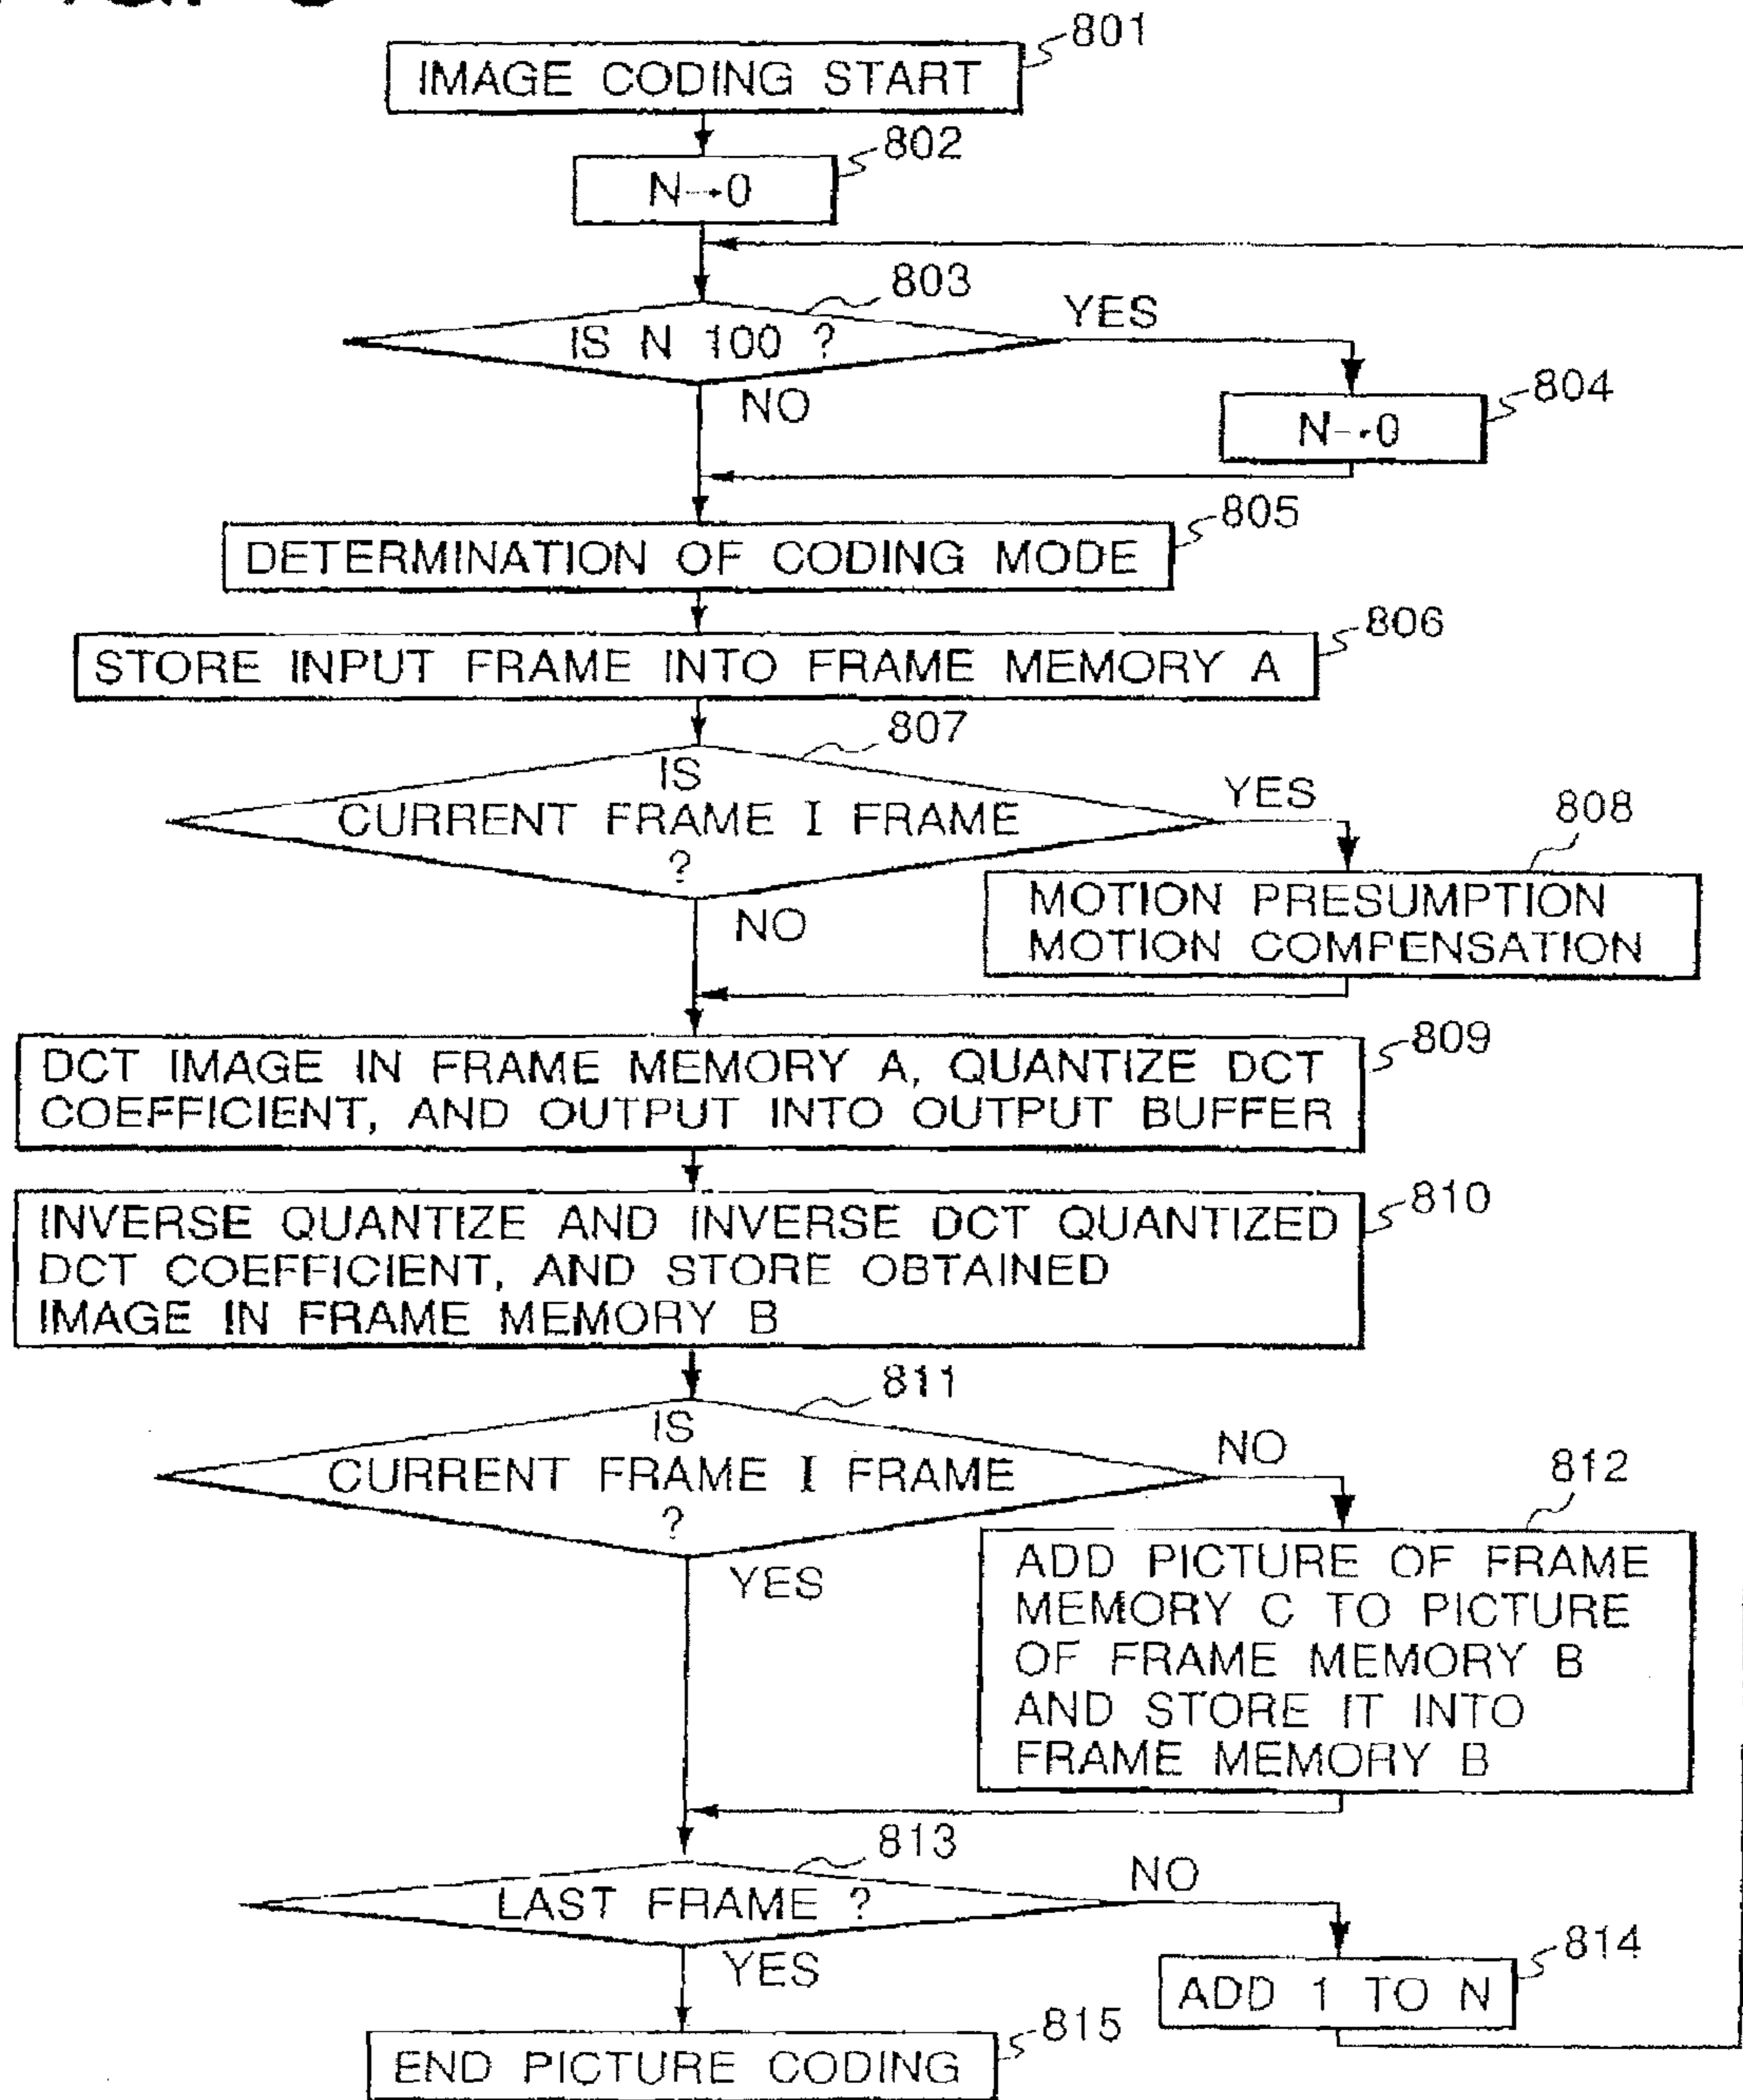 801
IMAGE CODING START
802
N→0
803
IS N 100 ?
YES
NO
804
N→0
805
DETERMINATION OF CODING MODE
806
STORE INPUT FRAME INTO FRAME MEMORY A
807
IS
CURRENT FRAME I FRAME
?
YES
NO
808
MOTION PRESUMPTION
MOTION COMPENSATION
809
DCT IMAGE IN FRAME MEMORY A, QUANTIZE DCT
COEFFICIENT, AND OUTPUT INTO OUTPUT BUFFER
810
INVERSE QUANTIZE AND INVERSE DCT QUANTIZED
DCT COEFFICIENT, AND STORE OBTAINED
IMAGE IN FRAME MEMORY B
811
IS
CURRENT FRAME I FRAME
?
NO
YES
812
ADD PICTURE OF FRAME
MEMORY C TO PICTURE
OF FRAME MEMORY B
AND STORE IT INTO
FRAME MEMORY B
813
LAST FRAME ?
NO
YES
814
ADD 1 TO N
815
END PICTURE CODING